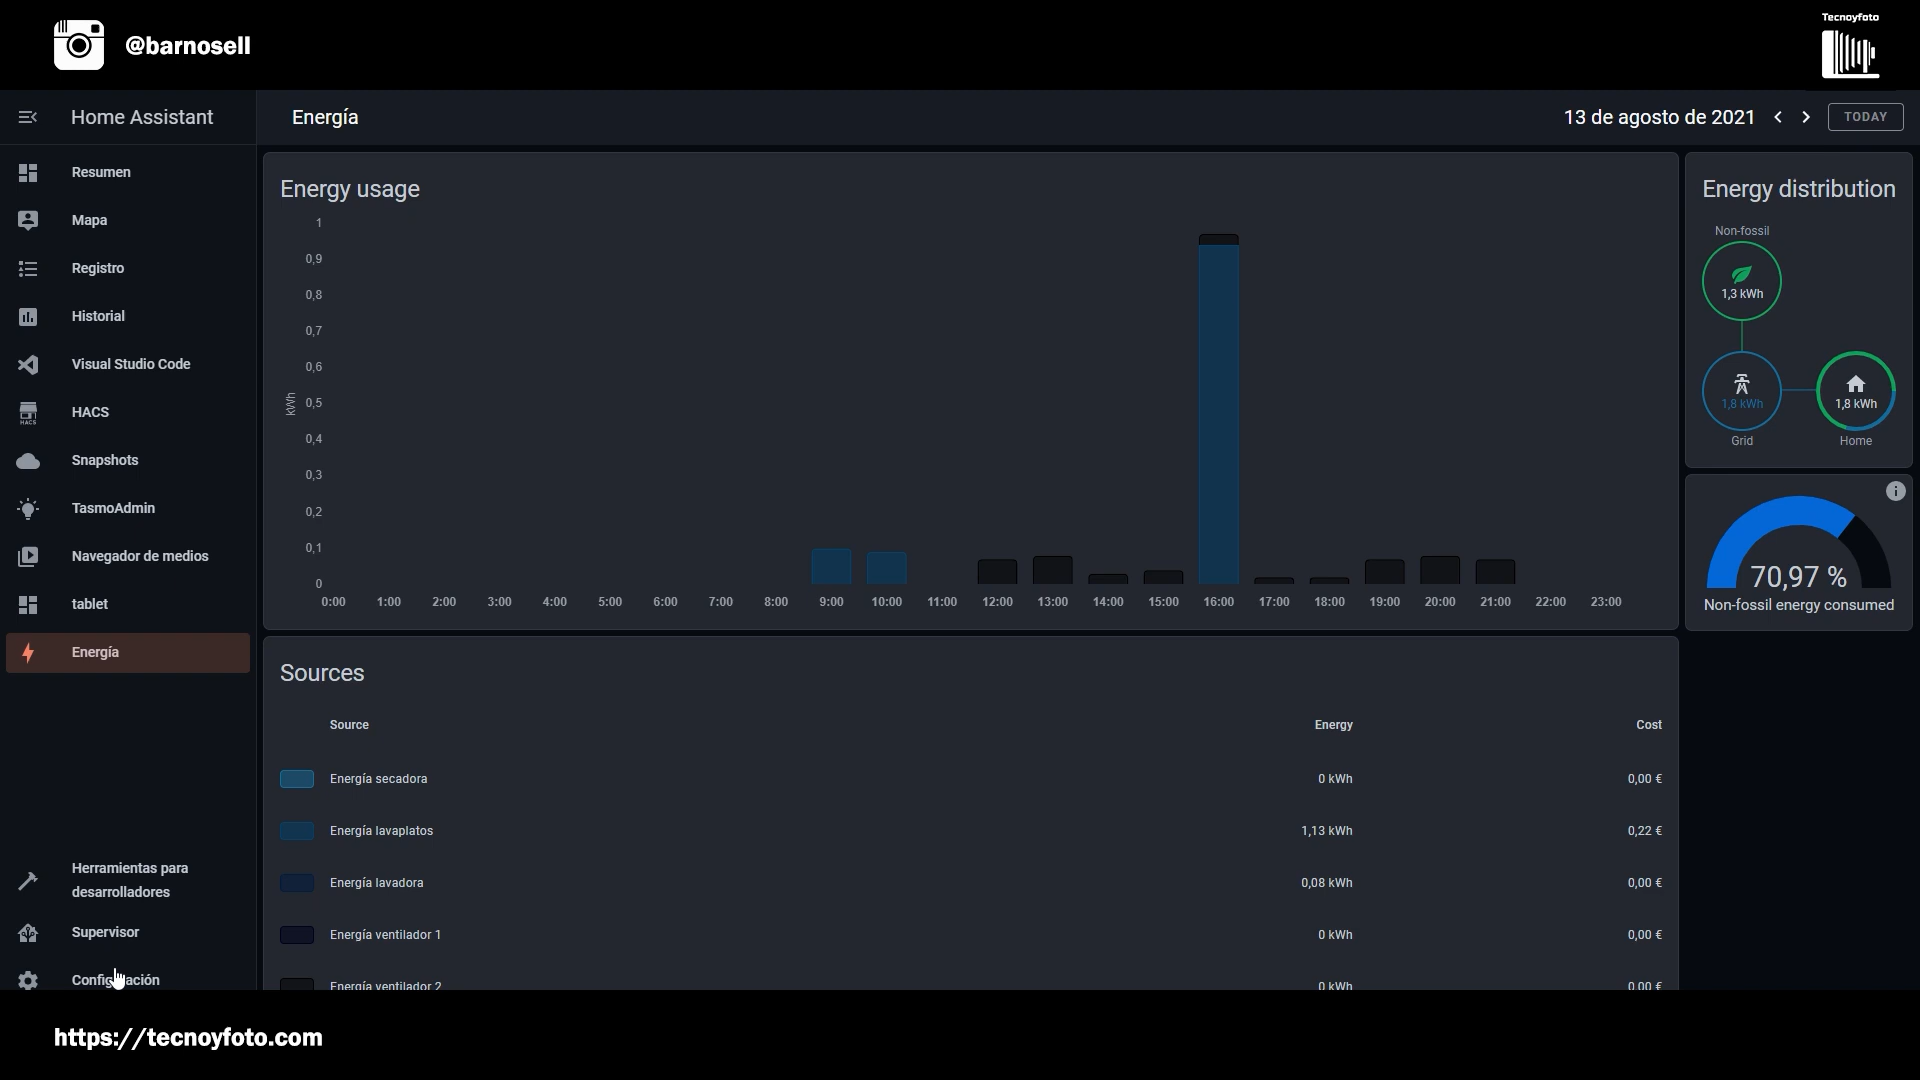 @barnosell
Tecnoyfoto
Home Assistant
Energía
13 de agosto de 2021
TODAY
Resumen
Mapa
Registro
Historial
Visual Studio Code
HACS
HACS
Snapshots
TasmoAdmin
Navegador de medios
tablet
Energía
Herramientas para
desarrolladores
Supervisor
Energy usage
1
0,9
0,8
0,7
0,6
0,5
0,4
0,3
0,2
0,1
0
kWh
0:00 1:00 2:00 3:00 4:00 5:00 6:00 7:00 8:00 9:00 10:00 11:00 12:00 13:00 14:00 15:00 16:00 17:00 18:00 19:00 20:00 21:00 22:00 23:00
Energy distribution
Non-fossil
1,3 kWh
1,8 kWh
1,8 kWh
Grid
Home
70,97 %
Non-fossil energy consumed
Sources
Source Energy Cost
Energía secadora 0 kWh 0,00 €
Energía lavaplatos 1,13 kWh 0,22 €
Energía lavadora 0,08 kWh 0,00 €
Energía ventilador 1 0 kWh 0,00 €
Energía ventilador 2 0 kWh 0,00 €
https://tecnoyfoto.com